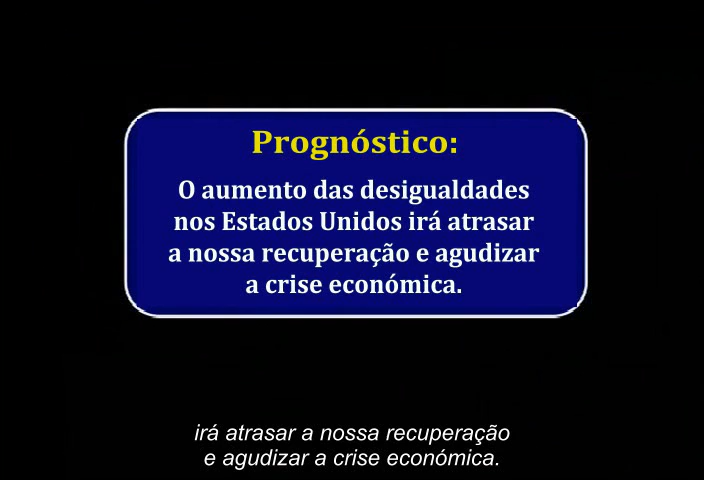 Prognóstico:
O aumento das desigualdades
nos Estados Unidos irá atrasar
a nossa recuperação e agudizar
a crise económica.
irá atrasar a nossa recuperação
e agudizar a crise económica.